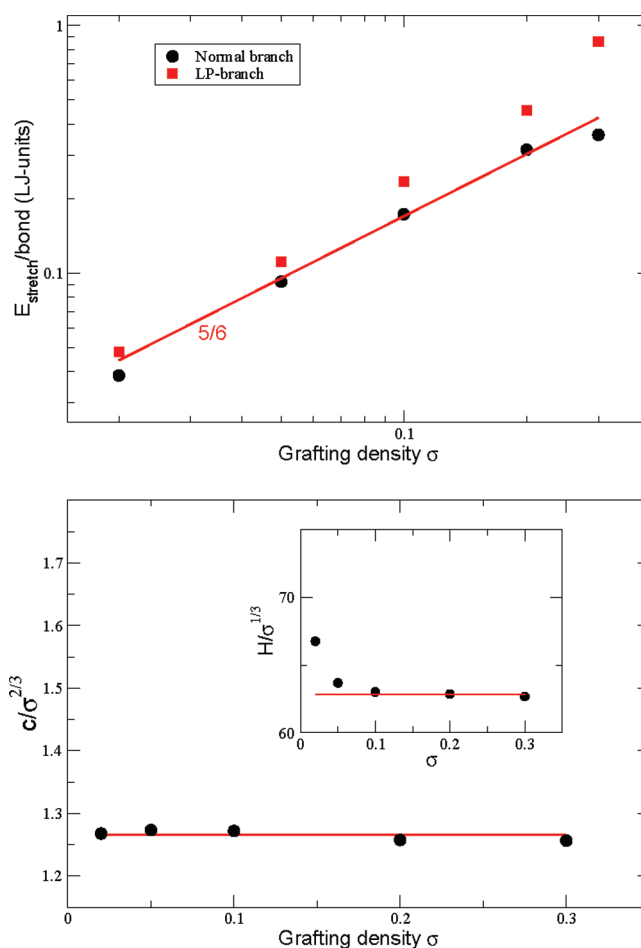 1
Normal branch
LP-branch
E_stretch/bond (LJ-units)
0.1
5/6
0.1
Grafting density σ
1.7
1.6
1.5
1.4
1.3
1.2
c/σ^2/3
70
60
H/σ^1/3
0
0.1
0.2
0.3
σ
0
0.1
0.2
0.3
Grafting density σ